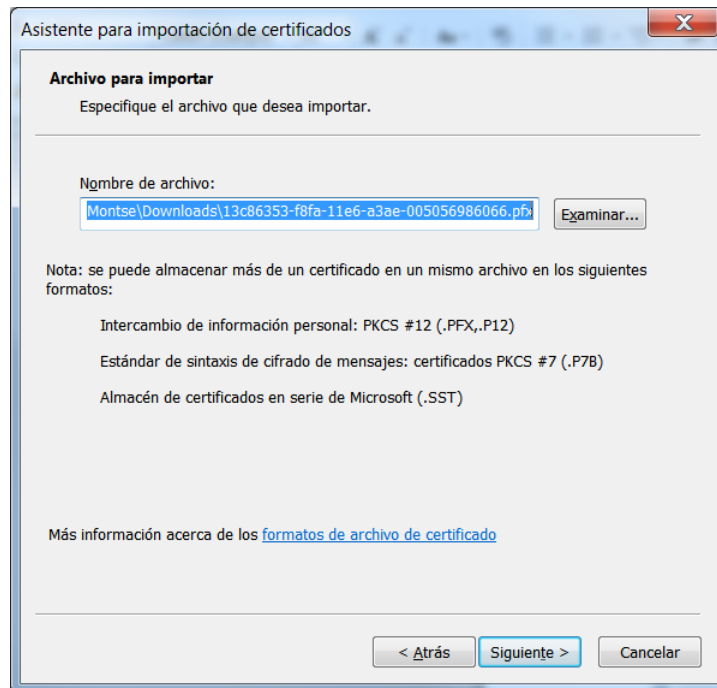 Asistente para importación de certificados
Archivo para importar
Especifique el archivo que desea importar.
Nombre de archivo:
Montse\Downloads\13c86353-f8fa-11e6-a3ae-005056986066.pfx
Examinar...
Nota: se puede almacenar más de un certificado en un mismo archivo en los siguientes
formatos:
Intercambio de información personal: PKCS #12 (.PFX,.P12)
Estándar de sintaxis de cifrado de mensajes: certificados PKCS #7 (.P7B)
Almacén de certificados en serie de Microsoft (.SST)
Más información acerca de los formatos de archivo de certificado
< Atrás
Siguiente >
Cancelar